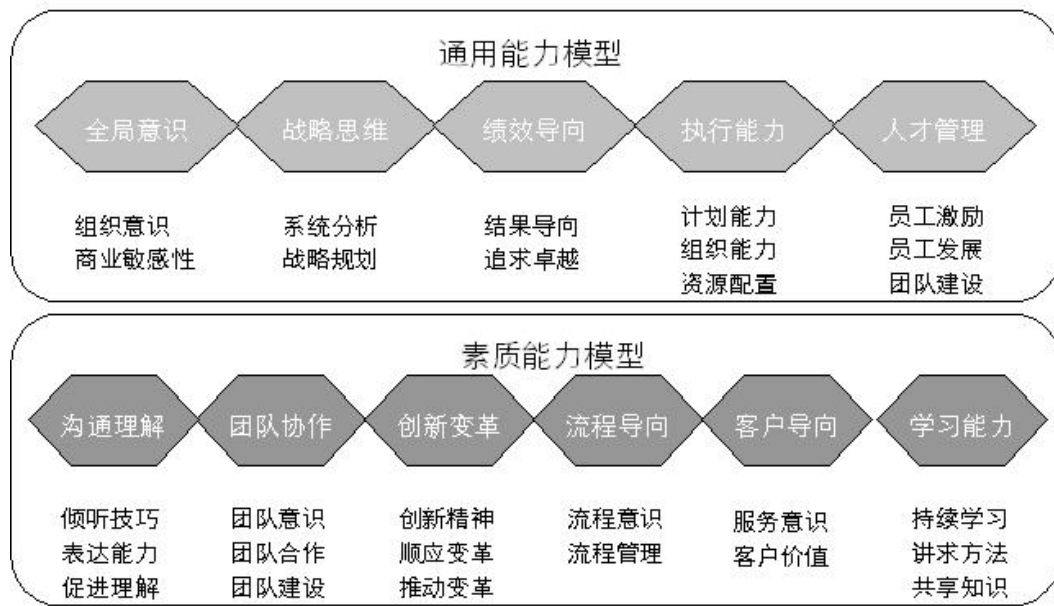 通用能力模型
全局意识 战略思维 绩效导向 执行能力 人才管理
组织意识 系统分析 结果导向 计划能力 员工激励
商业敏感性 战略规划 追求卓越 组织能力 员工发展
资源配置 团队建设
素质能力模型
沟通理解 团队协作 创新变革 流程导向 客户导向 学习能力
倾听技巧 团队意识 创新精神 流程意识 服务意识 持续学习
表达能力 团队合作 顺应变革 流程管理 客户价值 讲求方法
促进理解 团队建设 推动变革 共享知识